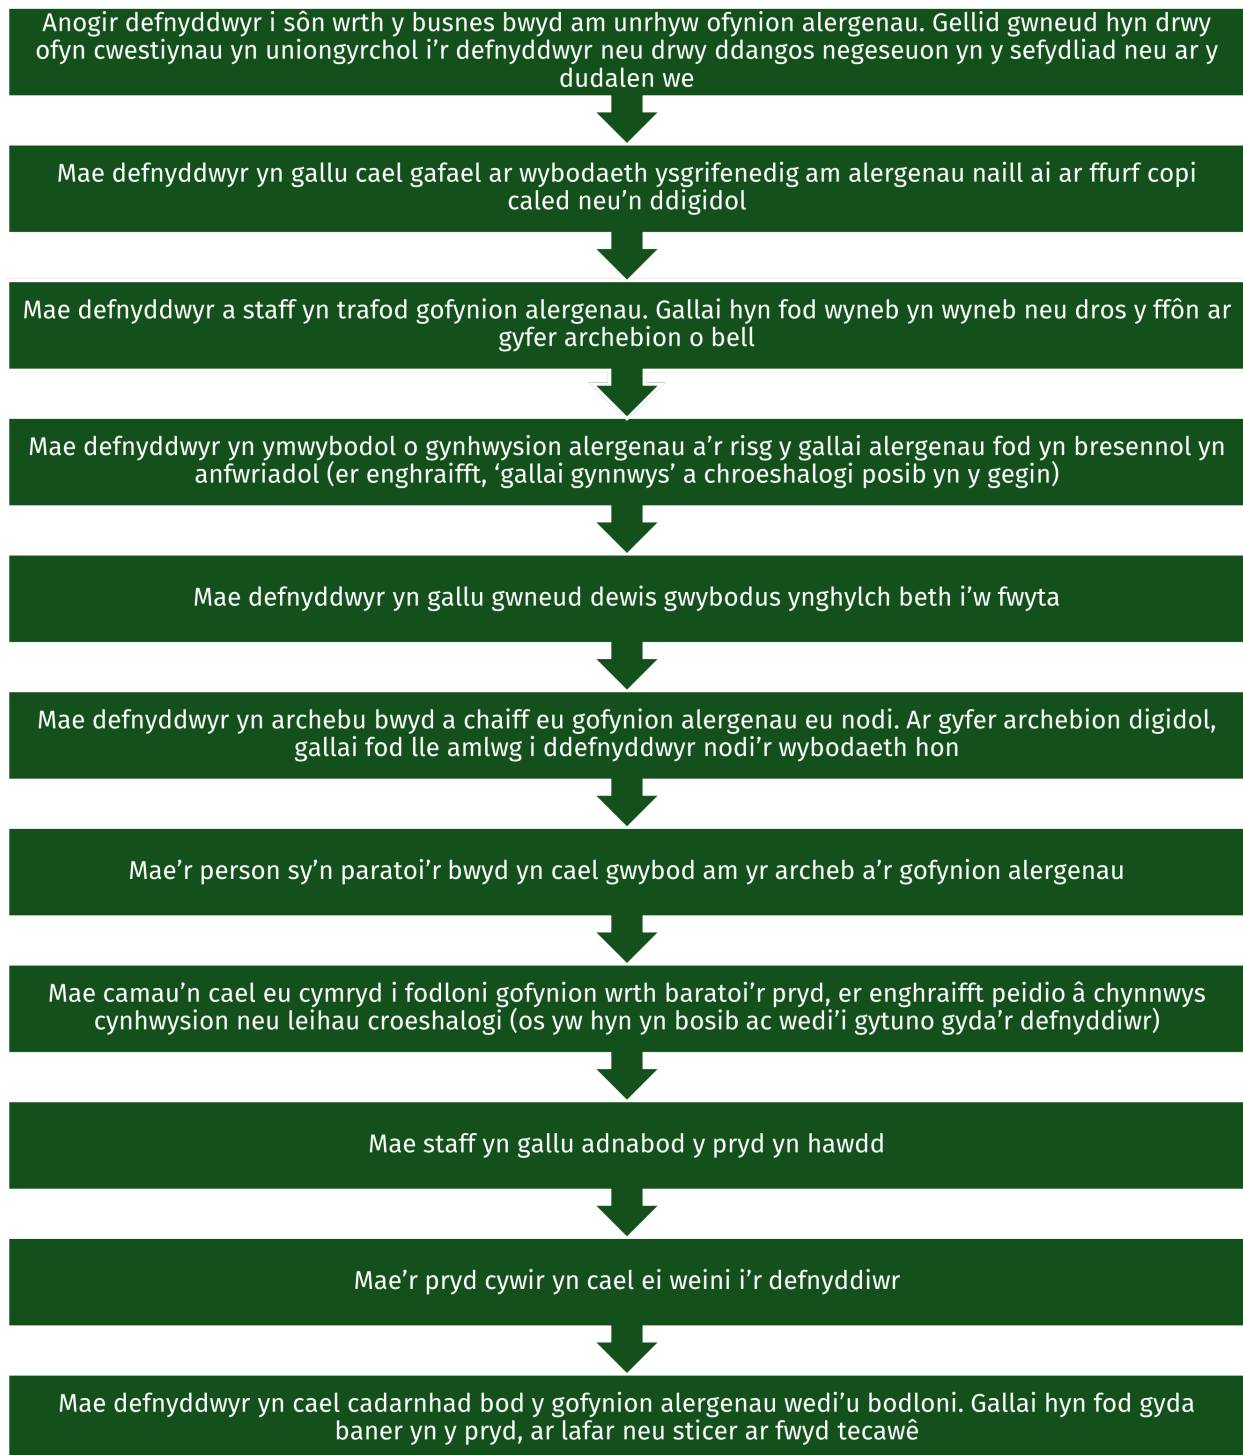 Anogir defnyddwyr i sôn wrth y busnes bwyd am unrhyw ofynion alergenau. Gellid gwneud hyn drwy
ofyn cwestiynau yn uniongyrchol i’r defnyddwyr neu drwy ddangos negeseuon yn y sefydliad neu ar y
dudalen we
Mae defnyddwyr yn gallu cael gafael ar wybodaeth ysgrifenedig am alergenau naill ai ar ffurf copi
caled neu’n ddigidol
Mae defnyddwyr a staff yn trafod gofynion alergenau. Gallai hyn fod wyneb yn wyneb neu dros y ffôn ar
gyfer archebion o bell
Mae defnyddwyr yn ymwybodol o gynhwysion alergenau a’r risg y gallai alergenau fod yn bresennol yn
anfwriadol (er enghraifft, ‘gallai gynnwys’ a chroeshalogi posib yn y gegin)
Mae defnyddwyr yn gallu gwneud dewis gwybodus ynghylch beth i’w fwyta
Mae defnyddwyr yn archebu bwyd a chaiff eu gofynion alergenau eu nodi. Ar gyfer archebion digidol,
gallai fod lle amlwg i ddefnyddwyr nodi’r wybodaeth hon
Mae’r person sy’n paratoi’r bwyd yn cael gwybod am yr archeb a’r gofynion alergenau
Mae camau’n cael eu cymryd i fodloni gofynion wrth baratoi’r pryd, er enghraifft peidio â chynnwys
cynhwysion neu leihau croeshalogi (os yw hyn yn bosib ac wedi’i gytuno gyda’r defnyddiwr)
Mae staff yn gallu adnabod y pryd yn hawdd
Mae’r pryd cywir yn cael ei weini i’r defnyddiwr
Mae defnyddwyr yn cael cadarnhad bod y gofynion alergenau wedi’u bodloni. Gallai hyn fod gyda
baner yn y pryd, ar lafar neu sticer ar fwyd tecawê